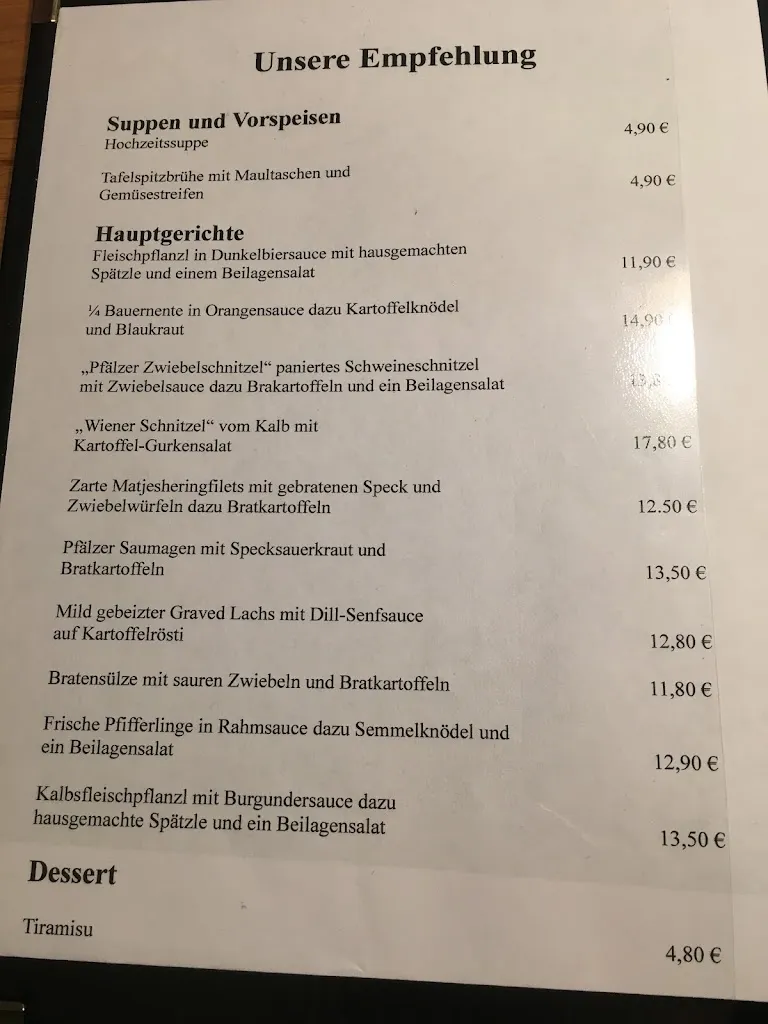 Unsere Empfehlung
Suppen und Vorspeisen
Hochzeitssuppe 4,90 €
Tafelspitzbrühe mit Maultaschen und
Gemüsestreifen 4,90 €
Hauptgerichte
Fleischpflanzl in Dunkelbiersauce mit hausgemachten
Spätzle und einem Beilagensalat 11,90 €
¼ Bauernente in Orangensauce dazu Kartoffelknödel
und Blaukraut 14,90
„Pfälzer Zwiebelschnitzel“ paniertes Schweineschnitzel
mit Zwiebelsauce dazu Brakartoffeln und ein Beilagensalat
„Wiener Schnitzel“ vom Kalb mit
Kartoffel-Gurkensalat 17,80 €
Zarte Matjesheringfilets mit gebratenen Speck und
Zwiebelwürfeln dazu Bratkartoffeln 12.50 €
Pfälzer Saumagen mit Specksauerkraut und
Bratkartoffeln 13,50 €
Mild gebeizter Graved Lachs mit Dill-Senfsauce
auf Kartoffelrösti 12,80 €
Bratensülze mit sauren Zwiebeln und Bratkartoffeln 11,80 €
Frische Pfifferlinge in Rahmsauce dazu Semmelknödel und
ein Beilagensalat 12,90 €
Kalbsfleischpflanzl mit Burgundersauce dazu
hausgemachte Spätzle und ein Beilagensalat 13,50 €
Dessert
Tiramisu 4,80 €